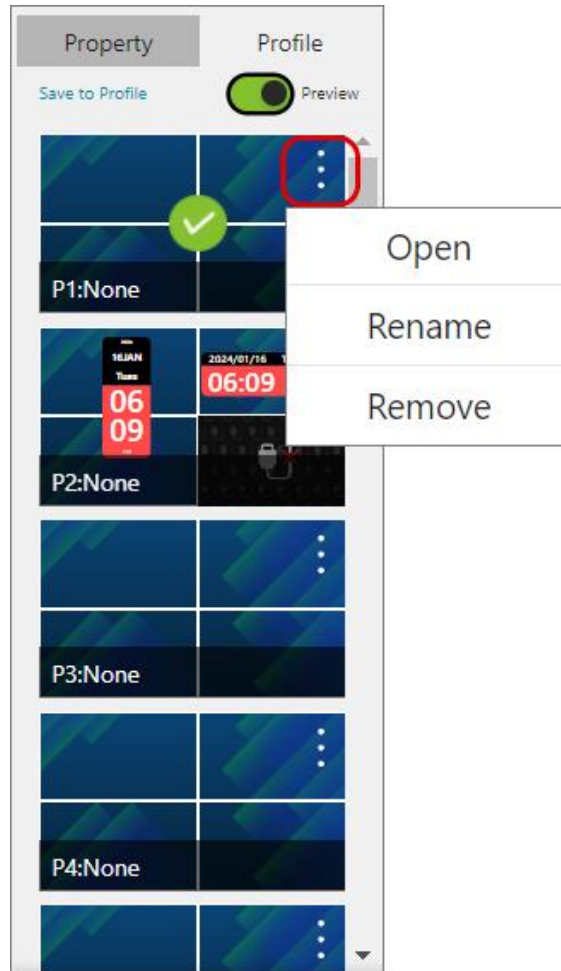 Property
Profile
Save to Profile
Preview
Open
P1:None
Rename
16JAN
2024/01/16
Tues
06:09
Remove
06
09
P2:None
P3:None
P4:None